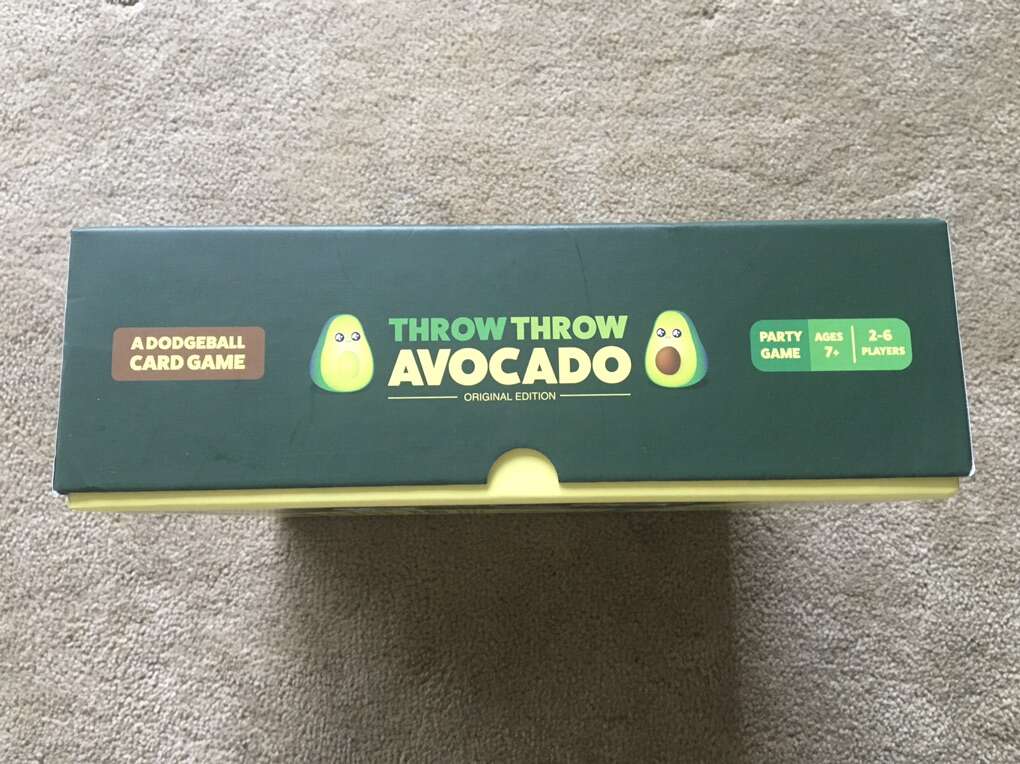 A DODGEBALL
CARD GAME
THROW THROW
AVOCADO
ORIGINAL EDITION
PARTY
GAME
AGES
7+
2-6
PLAYERS